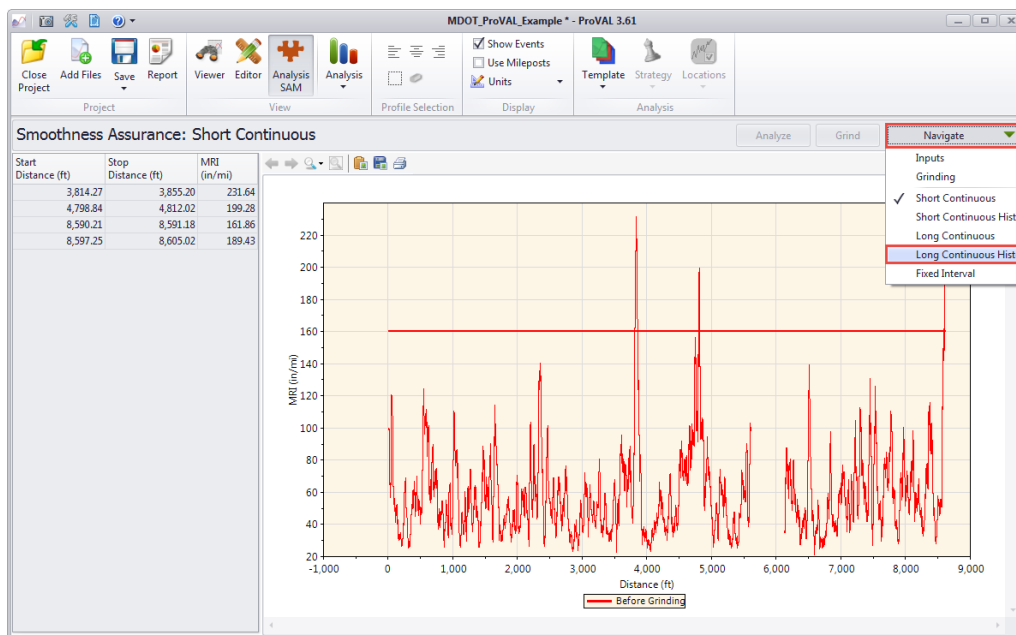 MDOT_ProVAL_Example * - ProVAL 3.61
Close Project
Add Files
Save
Report
Viewer
Editor
Analysis SAM
Analysis
Show Events
Use Mileposts
Units
Template
Strategy
Locations
Project
View
Profile Selection
Display
Analysis
Smoothness Assurance: Short Continuous
Analyze
Grind
Navigate
Start Distance (ft)
Stop Distance (ft)
MRI (in/mi)
3,814.27 3,855.20 231.64
4,798.84 4,812.02 199.28
8,590.21 8,591.18 161.86
8,597.25 8,605.02 189.43
Inputs
Grinding
Short Continuous
Short Continuous Hist
Long Continuous
Long Continuous Hist
Fixed Interval
MRI (in/mi)
220
200
180
160
140
120
100
80
60
40
20
-1,000 0 1,000 2,000 3,000 4,000 5,000 6,000 7,000 8,000 9,000
Distance (ft)
Before Grinding